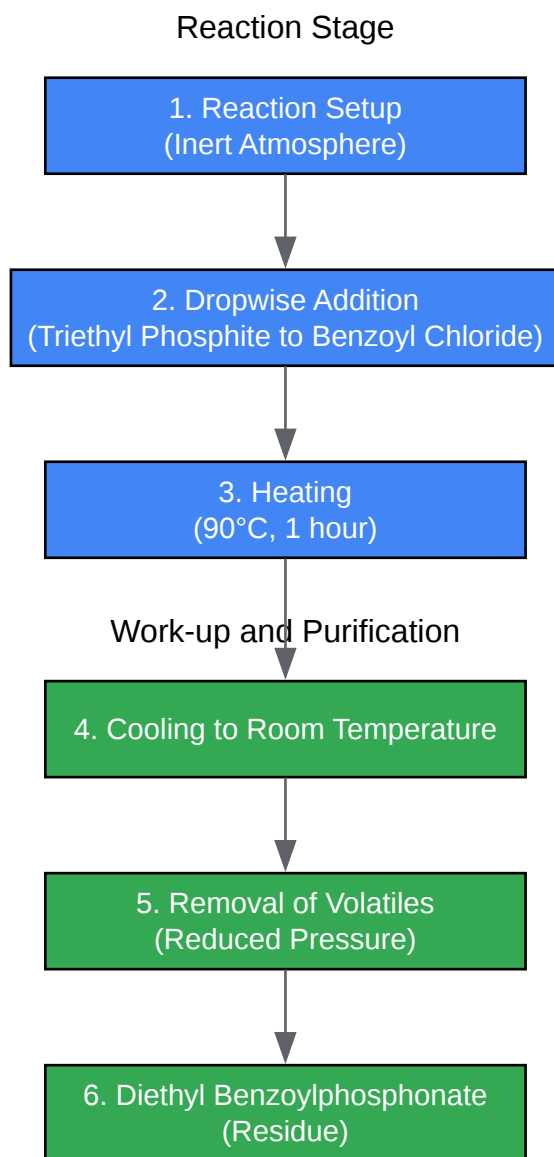 Reaction Stage
1. Reaction Setup
(Inert Atmosphere)
2. Dropwise Addition
(Triethyl Phosphite to Benzoyl Chloride)
3. Heating
(90°C, 1 hour)
Work-up and Purification
4. Cooling to Room Temperature
5. Removal of Volatiles
(Reduced Pressure)
6. Diethyl Benzoylphosphonate
(Residue)